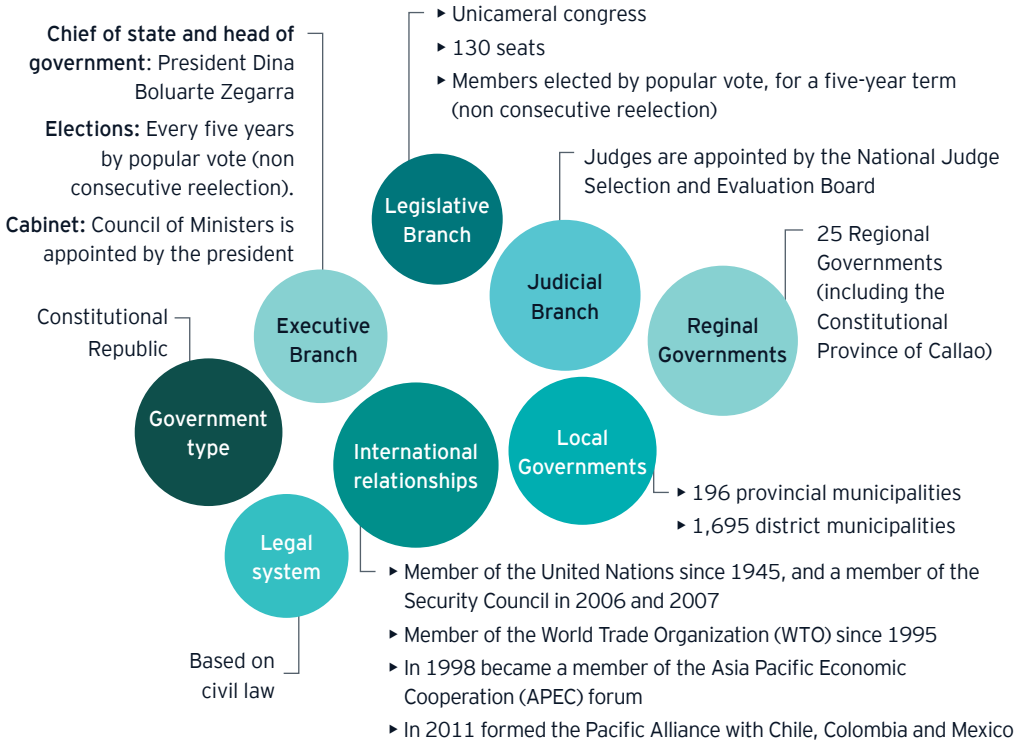 Chief of state and head of
government: President Dina
Boluarte Zegarra
Elections: Every five years
by popular vote (non
consecutive reelection).
Cabinet: Council of Ministers is
appointed by the president
Executive
Branch
▸ Unicameral congress
▸ 130 seats
▸ Members elected by popular vote, for a five-year term
(non consecutive reelection)
Legislative
Branch
Judges are appointed by the National Judge
Selection and Evaluation Board
Judicial
Branch
25 Regional
Governments
(including the
Constitutional
Province of Callao)
Reginal
Governments
Constitutional
Republic
Government
type
International
relationships
Local
Governments
▸ 196 provincial municipalities
▸ 1,695 district municipalities
Legal
system
Based on
civil law
▸ Member of the United Nations since 1945, and a member of the
Security Council in 2006 and 2007
▸ Member of the World Trade Organization (WTO) since 1995
▸ In 1998 became a member of the Asia Pacific Economic
Cooperation (APEC) forum
▸ In 2011 formed the Pacific Alliance with Chile, Colombia and Mexico